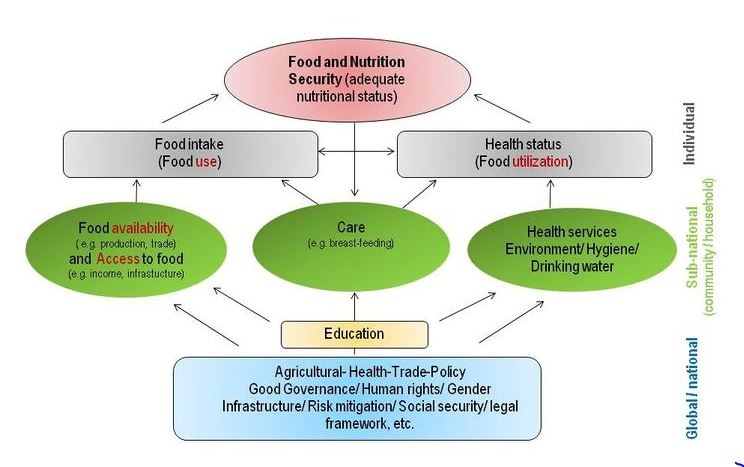 Food and Nutrition
Security (adequate
nutritional status)
Food intake
(Food use)
Health status
(Food utilization)
Individual
Food availability
( e.g. production, trade)
and Access to food
(e.g. income, infrastucture)
Care
(e.g. breast-feeding)
Health services
Environment/ Hygiene/
Drinking water
Sub-national
(community / household)
Education
Agricultural- Health-Trade-Policy
Good Governance/ Human rights/ Gender
Infrastructure/ Risk mitigation/ Social security/ legal
framework, etc.
Global / national